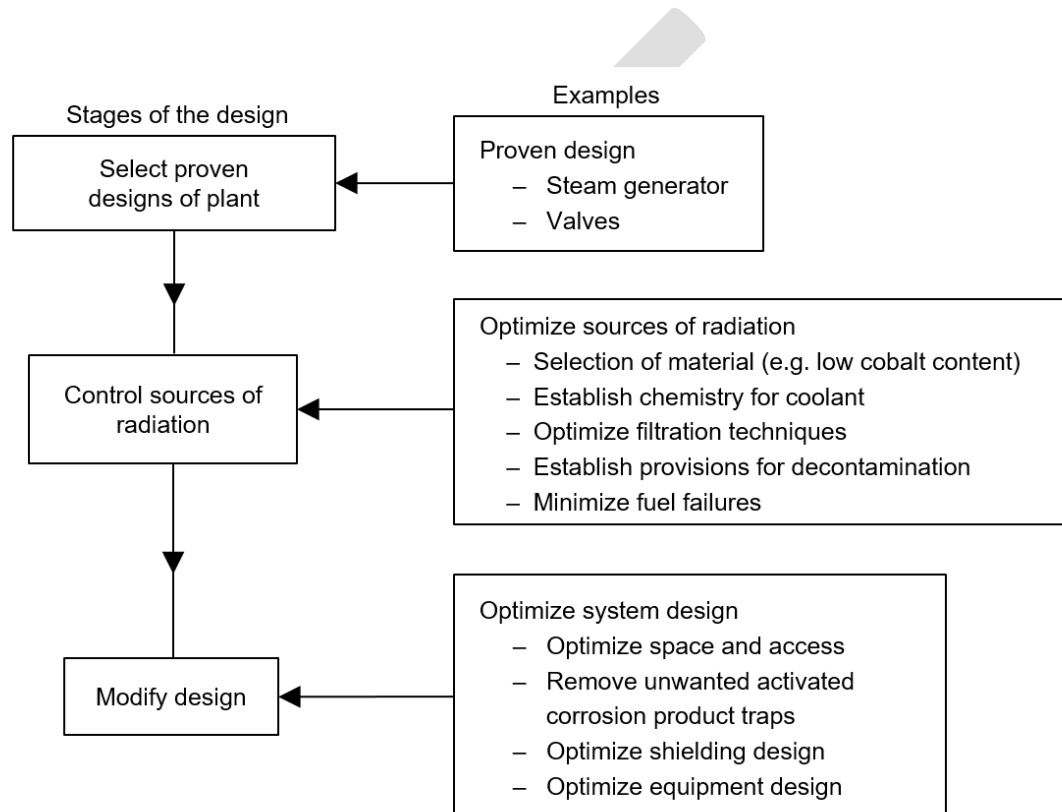 Stages of the design
Examples
Select proven
designs of plant
Proven design
– Steam generator
– Valves
Control sources of
radiation
Optimize sources of radiation
– Selection of material (e.g. low cobalt content)
– Establish chemistry for coolant
– Optimize filtration techniques
– Establish provisions for decontamination
– Minimize fuel failures
Modify design
Optimize system design
– Optimize space and access
– Remove unwanted activated
corrosion product traps
– Optimize shielding design
– Optimize equipment design